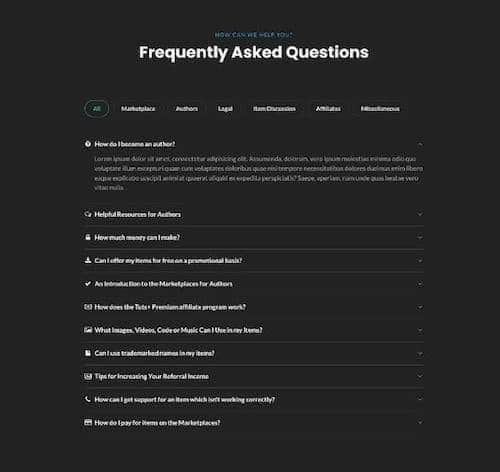 HOW CAN WE HELP YOU?
Frequently Asked Questions
All Marketplace Authors Legal Item Discussion Affiliates Miscellaneous
How do I become an author?
Lorem ipsum dolor sit amet, consectetur adipisicing elit. Assumenda, dolorum, vero ipsum molestiae minima odio quo
voluptate illum excepturi quam cum voluptates doloribus quae nisi tempore necessitatibus dolores ducimus enim libero
eaque explicabo suscipit animi at quaerat aliquid ex expedita perspiciatis? Saepe, aperiam, nam unde quas beatae vero
vitae nulla.
Helpful Resources for Authors
How much money can I make?
Can I offer my items for free on a promotional basis?
An Introduction to the Marketplaces for Authors
How does the Tuts+ Premium affiliate program work?
What Images, Videos, Code or Music Can I Use in my Items?
Can I use trademarked names in my items?
Tips for Increasing Your Referral Income
How can I get support for an item which isn't working correctly?
How do I pay for items on the Marketplaces?